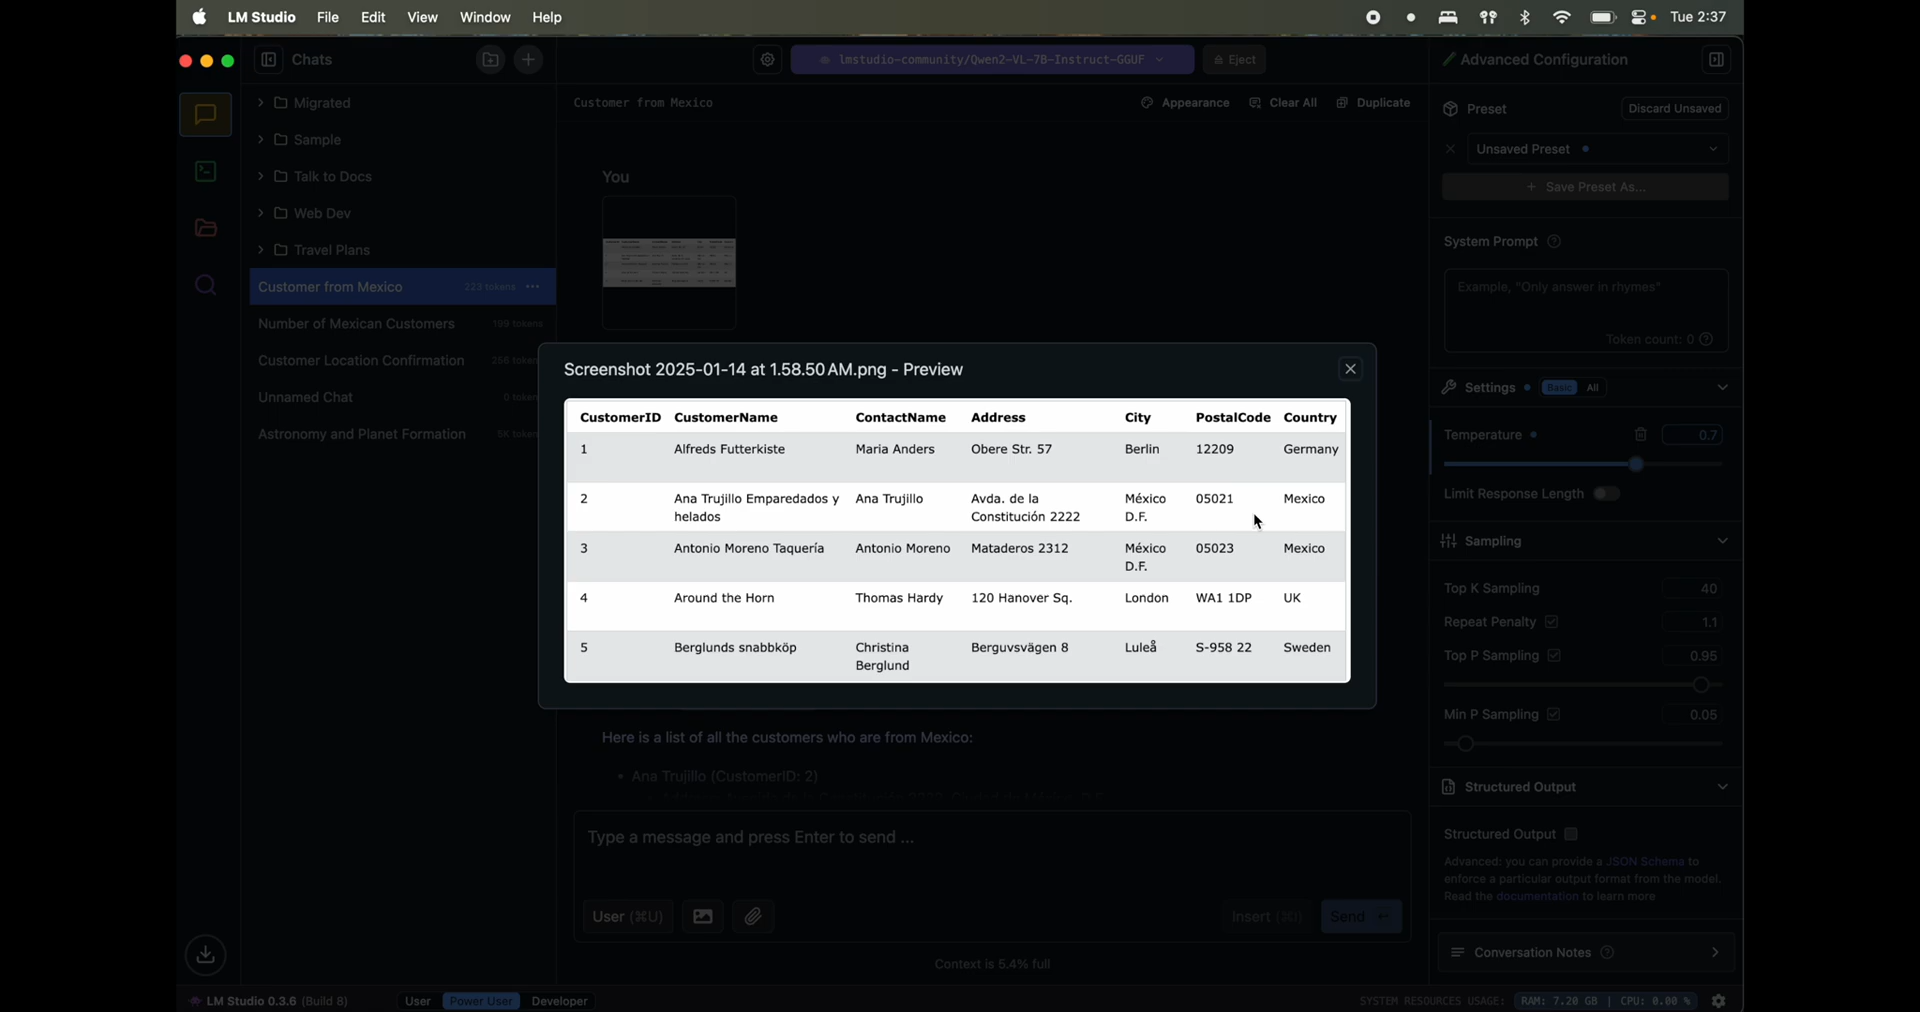 LM Studio File Edit View Window Help Tue 2:37
Chats
lmstudio-community/Qwen2-VL-7B-Instruct-GGUF
Eject
Advanced Configuration
Migrated
Sample
Talk to Docs
Web Dev
Travel Plans
Customer from Mexico 223 tokens
Number of Mexican Customers 199 tokens
Customer Location Confirmation
Unnamed Chat
Astronomy and Planet Formation
Customer from Mexico
Appearance Clear All Duplicate
You
Screenshot 2025-01-14 at 1.58.50 AM.png - Preview
CustomerID CustomerName ContactName Address City PostalCode Country
1 Alfreds Futterkiste Maria Anders Obere Str. 57 Berlin 12209 Germany
2 Ana Trujillo Emparedados y Ana Trujillo Avda. de la México 05021 Mexico
helados Constitución 2222 D.F.
3 Antonio Moreno Taquería Antonio Moreno Mataderos 2312 México 05023 Mexico
D.F.
4 Around the Horn Thomas Hardy 120 Hanover Sq. London WA1 1DP UK
5 Berglunds snabbköp Christina Berguvsvägen 8 Luleå S-958 22 Sweden
Berglund
Here is a list of all the customers who are from Mexico:
• Ana Trujillo (CustomerID: 2)
Type a message and press Enter to send ...
User (⌘U)
Insert (⌘I)
Send
Context is 5.4% full
Preset Discard Unsaved
Unsaved Preset
+ Save Preset As...
System Prompt
Example, "Only answer in rhymes"
Token count: 0
Settings Basic All
Temperature 0.7
Limit Response Length
Sampling
Top K Sampling 40
Repeat Penalty 1.1
Top P Sampling 0.95
Min P Sampling 0.05
Structured Output
Structured Output
Advanced: you can provide a JSON Schema to
enforce a particular output format from the model.
Read the documentation to learn more
Conversation Notes
LM Studio 0.3.6 (Build 8) User Power User Developer
SYSTEM RESOURCES USAGE: RAM: 7.20 GB | CPU: 0.00 %